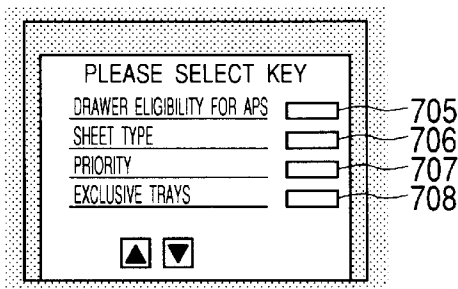 PLEASE SELECT KEY
DRAWER ELIGIBILITY FOR APS 705
SHEET TYPE 706
PRIORITY 707
EXCLUSIVE TRAYS 708